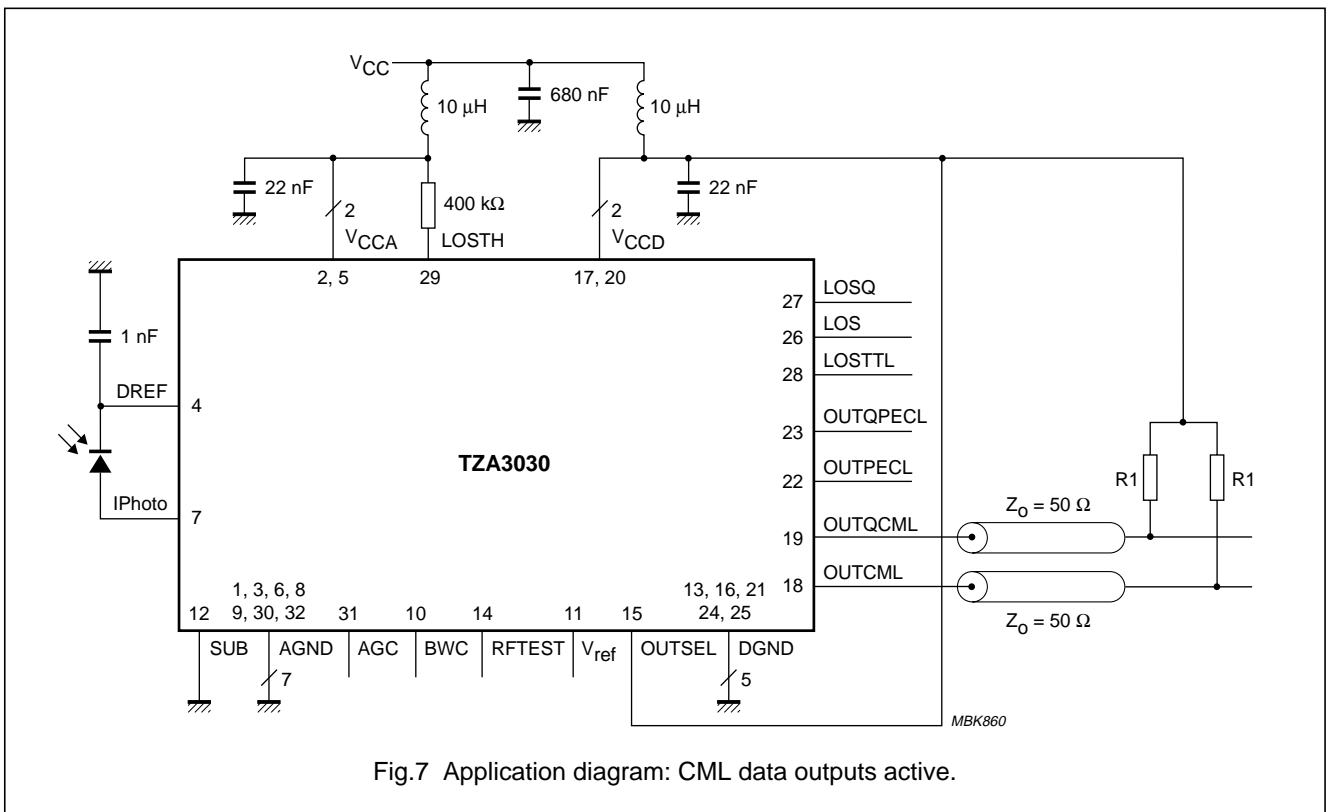 VCC
10 μH
680 nF
10 μH
22 nF
2
VCCA
400 kΩ
LOSTH
2
VCCD
22 nF
2, 5
29
17, 20
27
LOSQ
26
LOS
28
LOSTTL
1 nF
DREF
4
23
OUTQPECL
TZA3030
22
OUTPECL
R1
R1
IPhoto
7
19
OUTQCML
Zo = 50 Ω
18
OUTCML
Zo = 50 Ω
12
1, 3, 6, 8
9, 30, 32
31
10
14
11
15
13, 16, 21
24, 25
SUB
AGND
AGC
BWC
RFTEST
Vref
OUTSEL
DGND
7
5
MBK860
Fig.7 Application diagram: CML data outputs active.